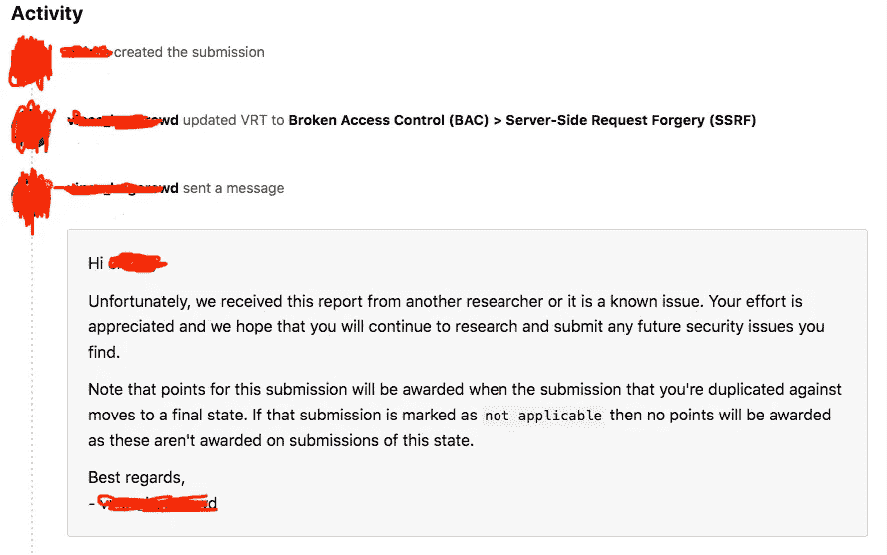 Activity
created the submission
wd updated VRT to Broken Access Control (BAC) > Server-Side Request Forgery (SSRF)
wd sent a message
Hi
Unfortunately, we received this report from another researcher or it is a known issue. Your effort is
appreciated and we hope that you will continue to research and submit any future security issues you
find.
Note that points for this submission will be awarded when the submission that you're duplicated against
moves to a final state. If that submission is marked as not applicable then no points will be awarded
as these aren't awarded on submissions of this state.
Best regards,
-